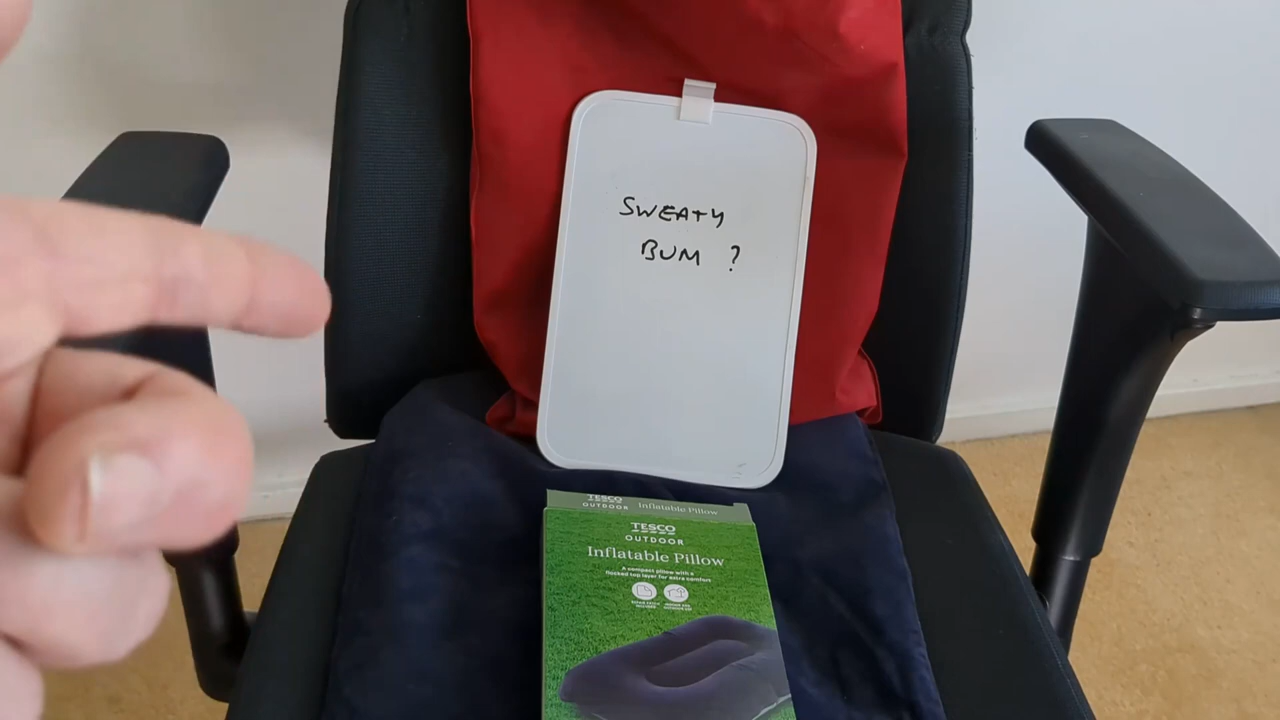 SWEATY
BUM ?
TESCO
OUTDOOR Inflatable Pillow
TESCO
OUTDOOR
Inflatable Pillow
A compact pillow with a
flocked top layer for extra comfort